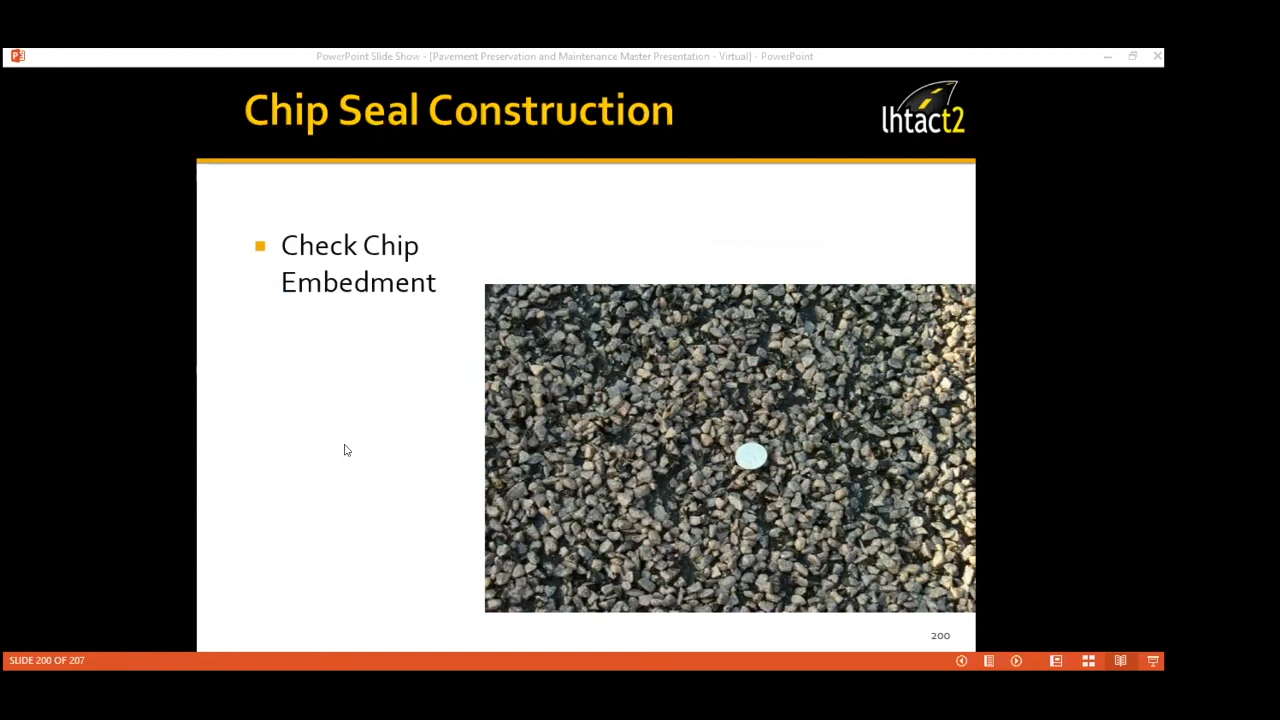 PowerPoint Slide Show - [Pavement Preservation and Maintenance Master Presentation - Virtual] - PowerPoint
Chip Seal Construction
lhtact2
Check Chip
Embedment
200
SLIDE 200 OF 207